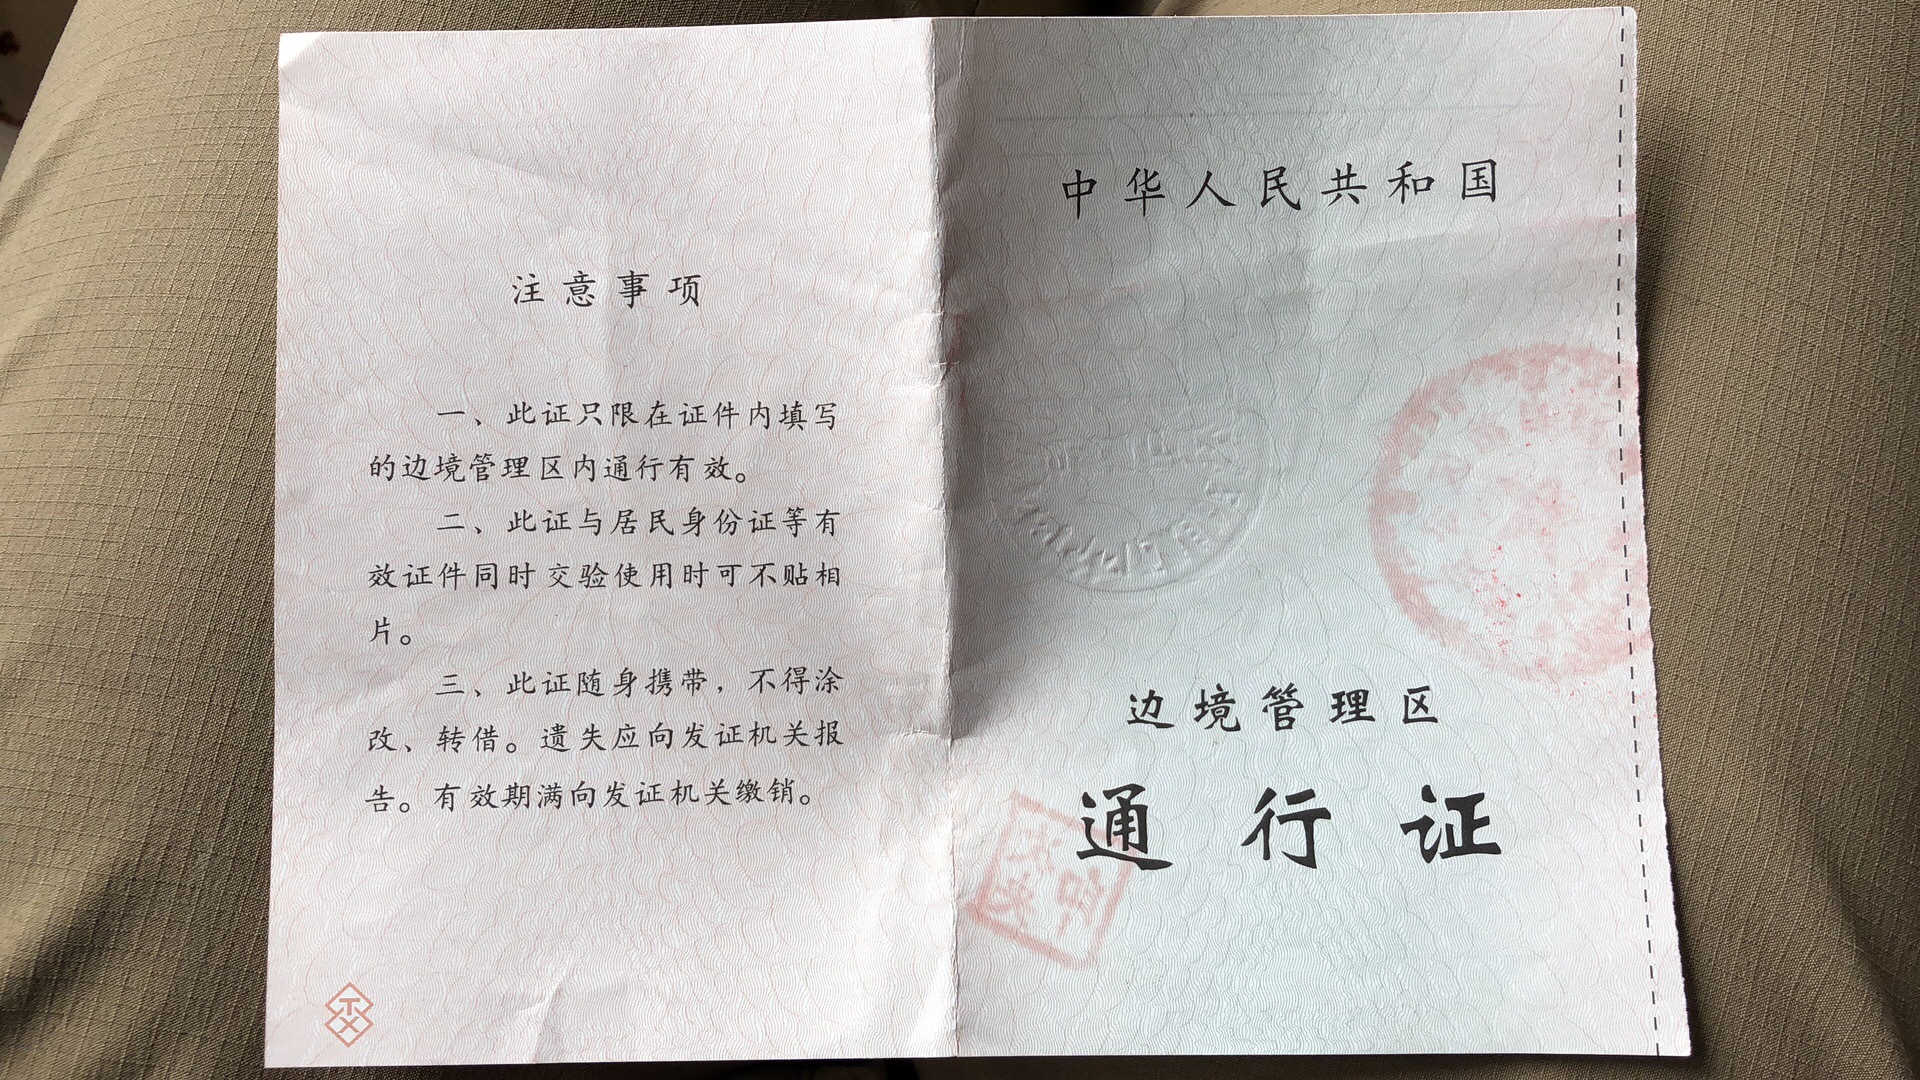 注意事项
一、此证只限在证件内填写
的边境管理区内通行有效。
二、此证与居民身份证等有
效证件同时交验使用时可不贴相
片。
三、此证随身携带，不得涂
改、转借。遗失应向发证机关报
告。有效期满向发证机关缴销。
中华人民共和国
边境管理区
通行证